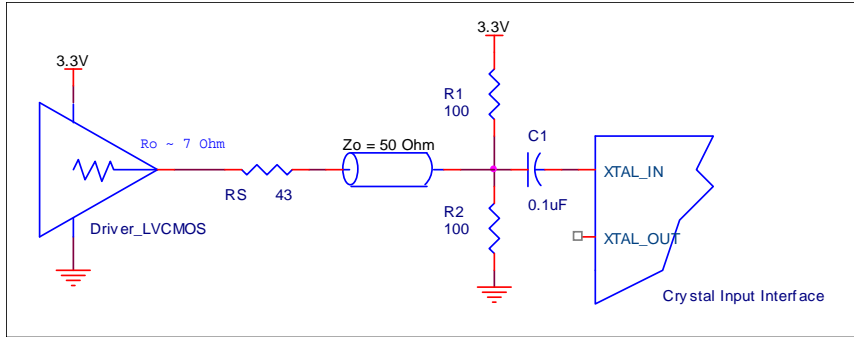 3.3V
3.3V
R1
100
Ro ~ 7 Ohm
Zo = 50 Ohm
C1
XTAL_IN
RS 43
0.1uF
R2
100
Driver_LVCMOS
XTAL_OUT
Crystal Input Interface